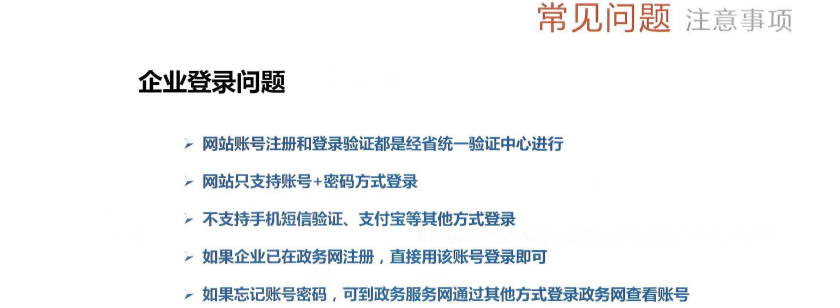 常见问题 注意事项
企业登录问题
➢ 网站账号注册和登录验证都是经省统一验证中心进行
➢ 网站只支持账号+密码方式登录
➢ 不支持手机短信验证、支付宝等其他方式登录
➢ 如果企业已在政务网注册，直接用该账号登录即可
➢ 如果忘记账号密码，可到政务服务网通过其他方式登录政务网查看账号